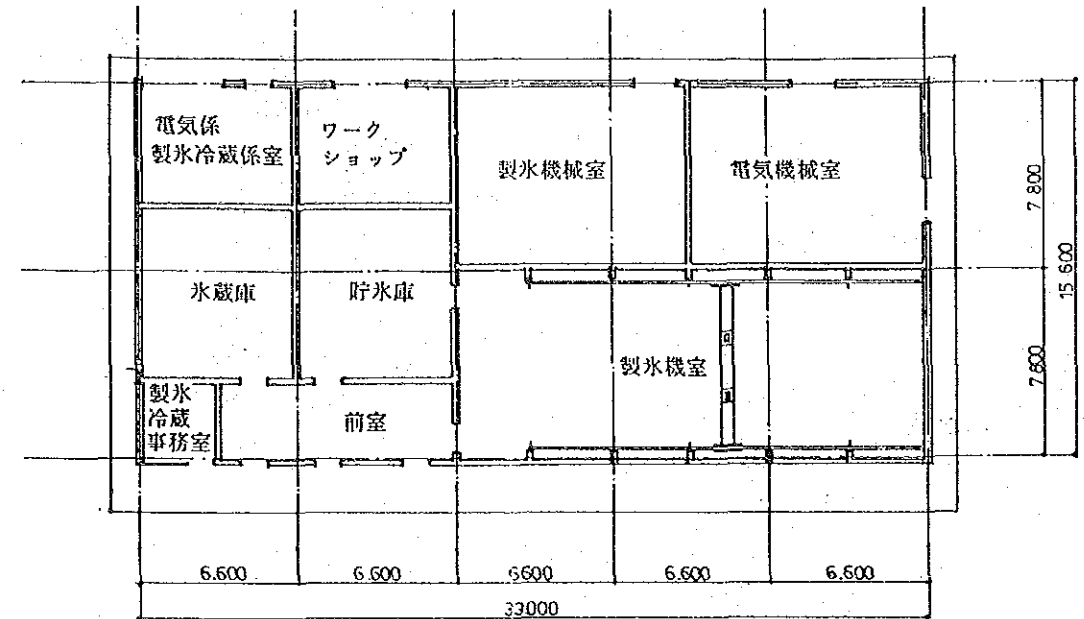 電気係
製氷冷蔵係室
ワーク
ショップ
製氷機械室
電気機械室
氷蔵庫
貯氷庫
製氷機室
製氷
冷蔵
事務室
前室
7.800
15.600
7.800
6.600
6.600
6600
6.600
6.600
33000